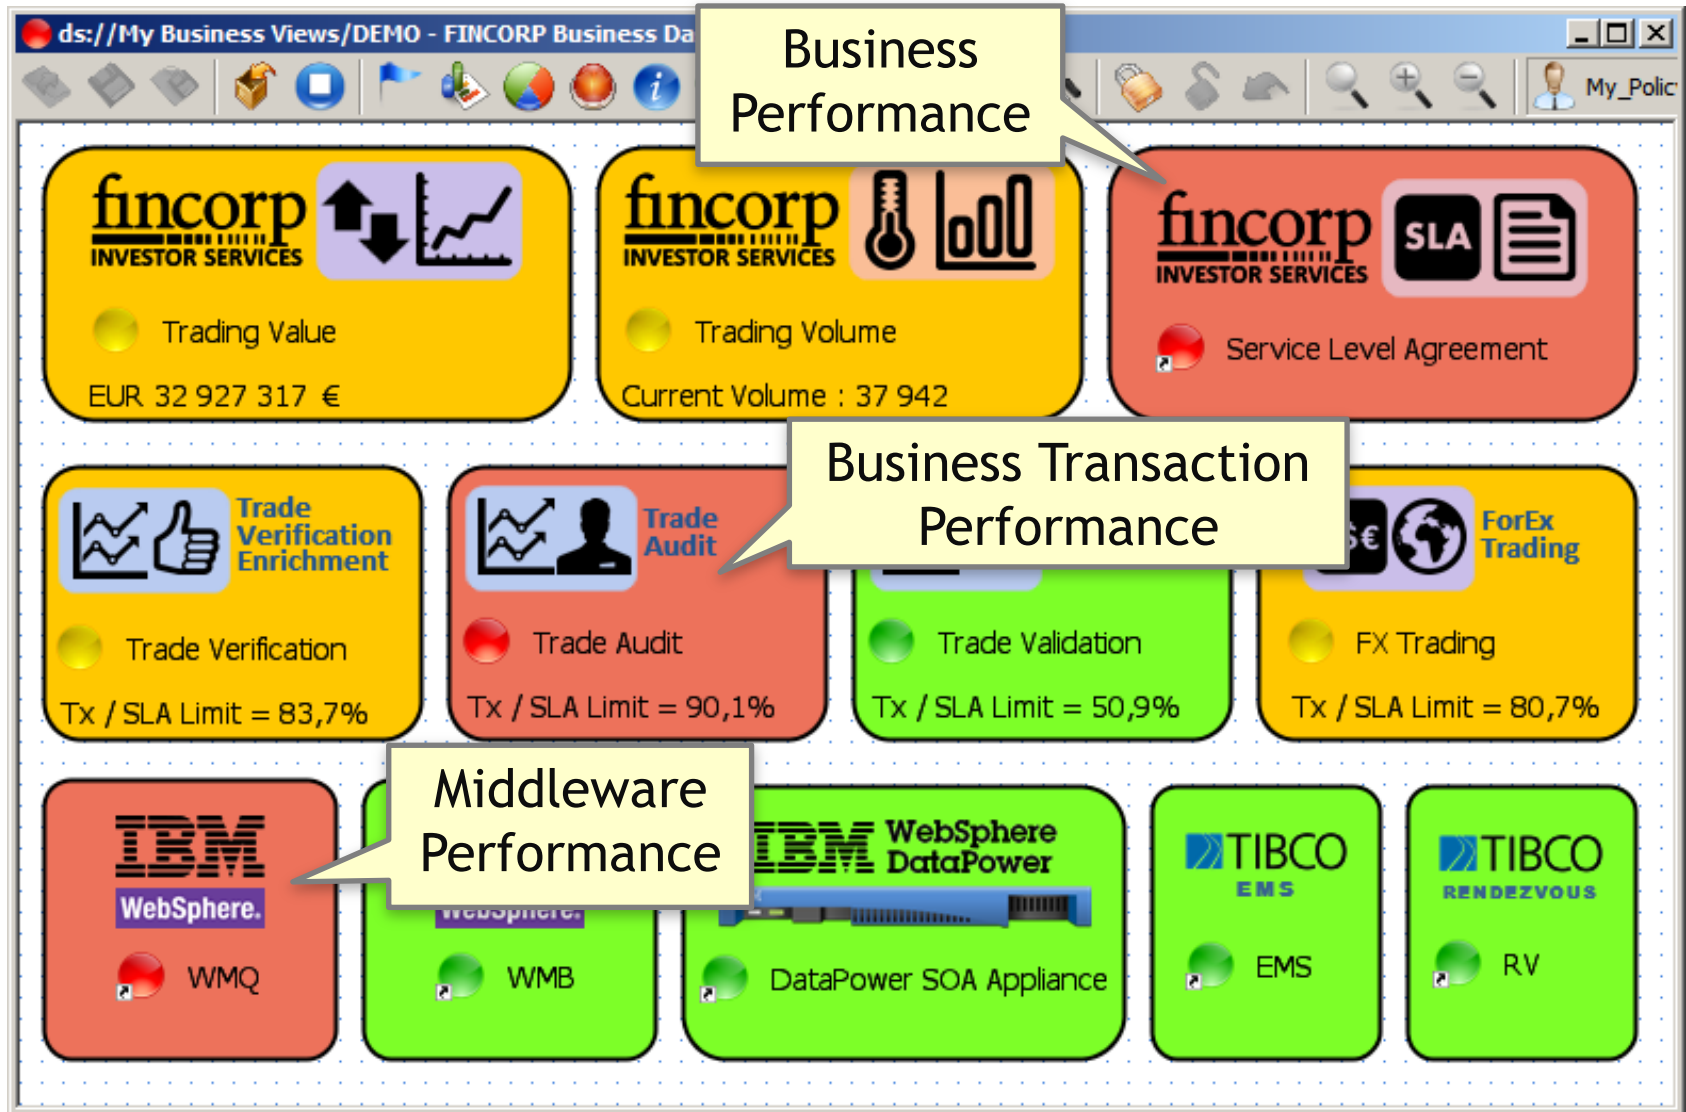 ds://My Business Views/DEMO - FINCORP Business Da
My_Polic
Business
Performance
fincorp
INVESTOR SERVICES
Trading Value
EUR 32 927 317 €
fincorp
INVESTOR SERVICES
Trading Volume
Current Volume : 37 942
fincorp
INVESTOR SERVICES
SLA
Service Level Agreement
Business Transaction
Performance
Trade
Verification
Enrichment
Trade Verification
Tx / SLA Limit = 83,7%
Trade
Audit
Trade Audit
Tx / SLA Limit = 90,1%
Trade Validation
Tx / SLA Limit = 50,9%
$€
ForEx
Trading
FX Trading
Tx / SLA Limit = 80,7%
Middleware
Performance
IBM
WebSphere.
WMQ
WebSphere.
WMB
IBM WebSphere
DataPower
DataPower SOA Appliance
TIBCO
EMS
EMS
TIBCO
RENDEZVOUS
RV